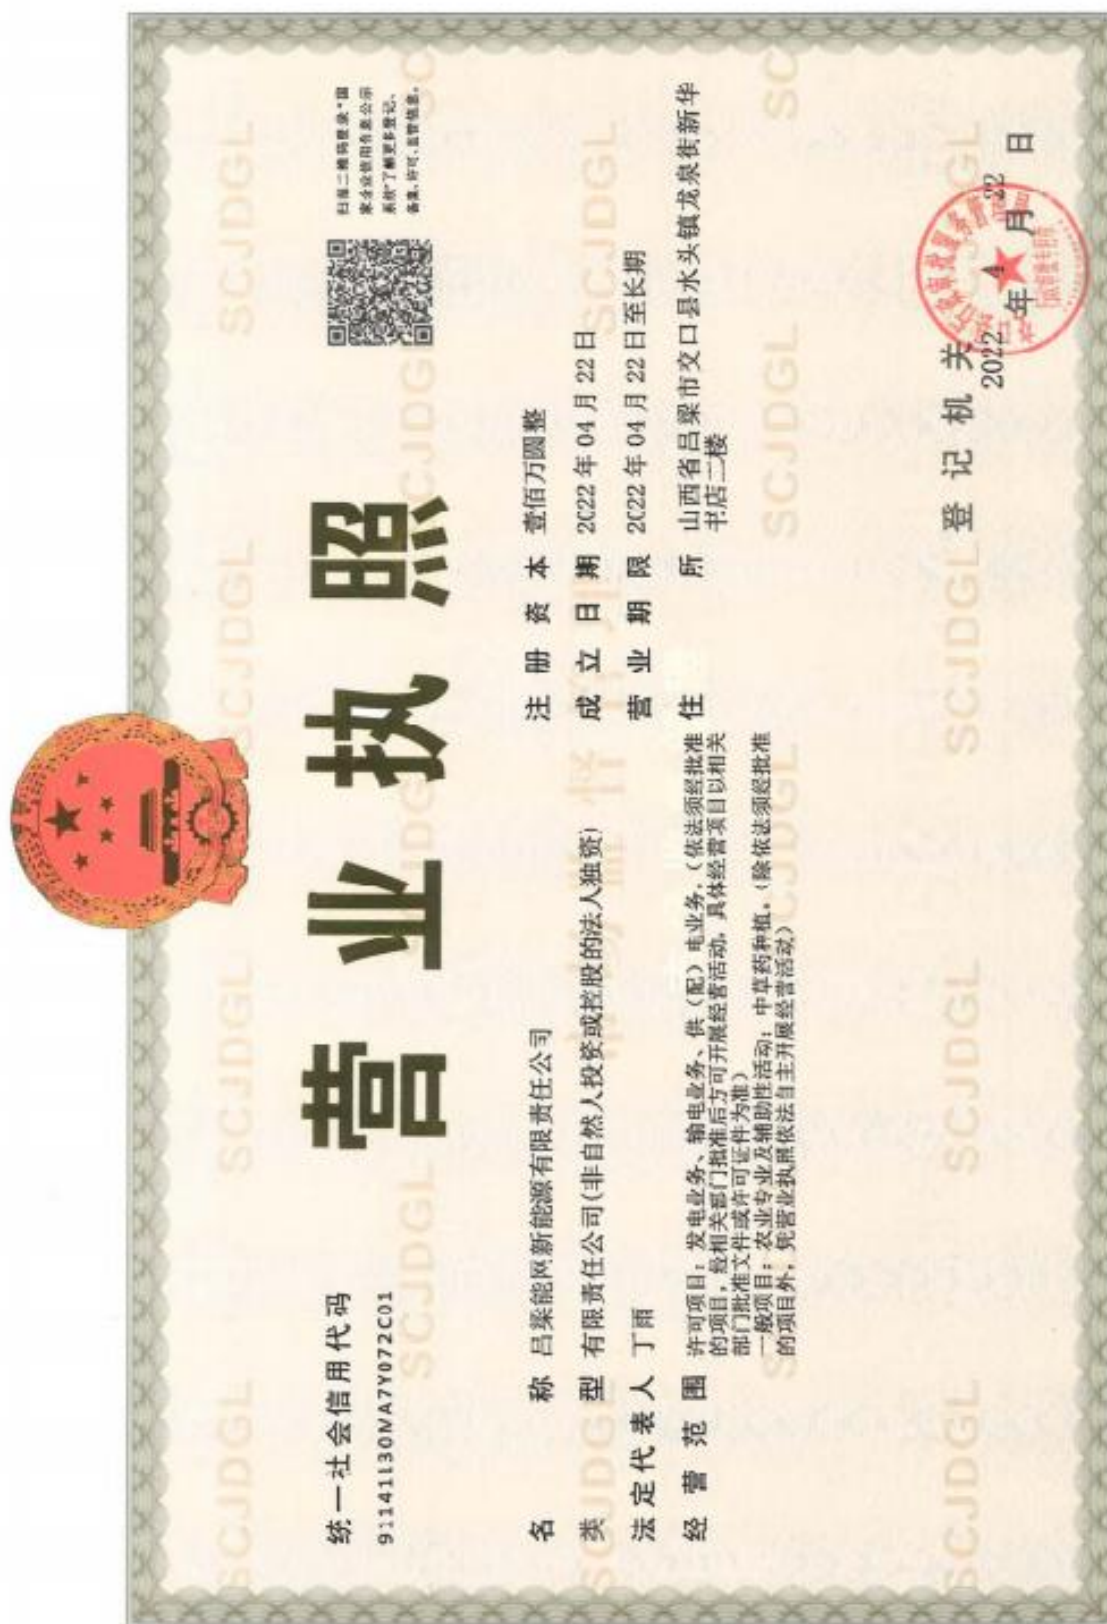 营业执照
统一社会信用代码
91141130MA7Y072C01
扫描二维码登录“国
家企业信用信息公示
系统”了解更多登记、
备案、许可、监管信息。
名称 吕梁能网新能源有限责任公司
类型 有限责任公司(非自然人投资或控股的法人独资)
法定代表人 丁雨
经营范围 许可项目：发电业务、输电业务、供（配）电业务。（依法须经批准
的项目，经相关部门批准后方可开展经营活动，具体经营项目以相关
部门批准文件或许可证件为准）
一般项目：农业专业及辅助性活动；中草药种植。（除依法须经批准
的项目外，凭营业执照依法自主开展经营活动）
注册资本 壹佰万圆整
成立日期 2022年04月22日
营业期限 2022年04月22日至长期
住所 山西省吕梁市交口县水头镇龙泉街新华
书店二楼
登记机关
2022年4月22日
SCJDGL